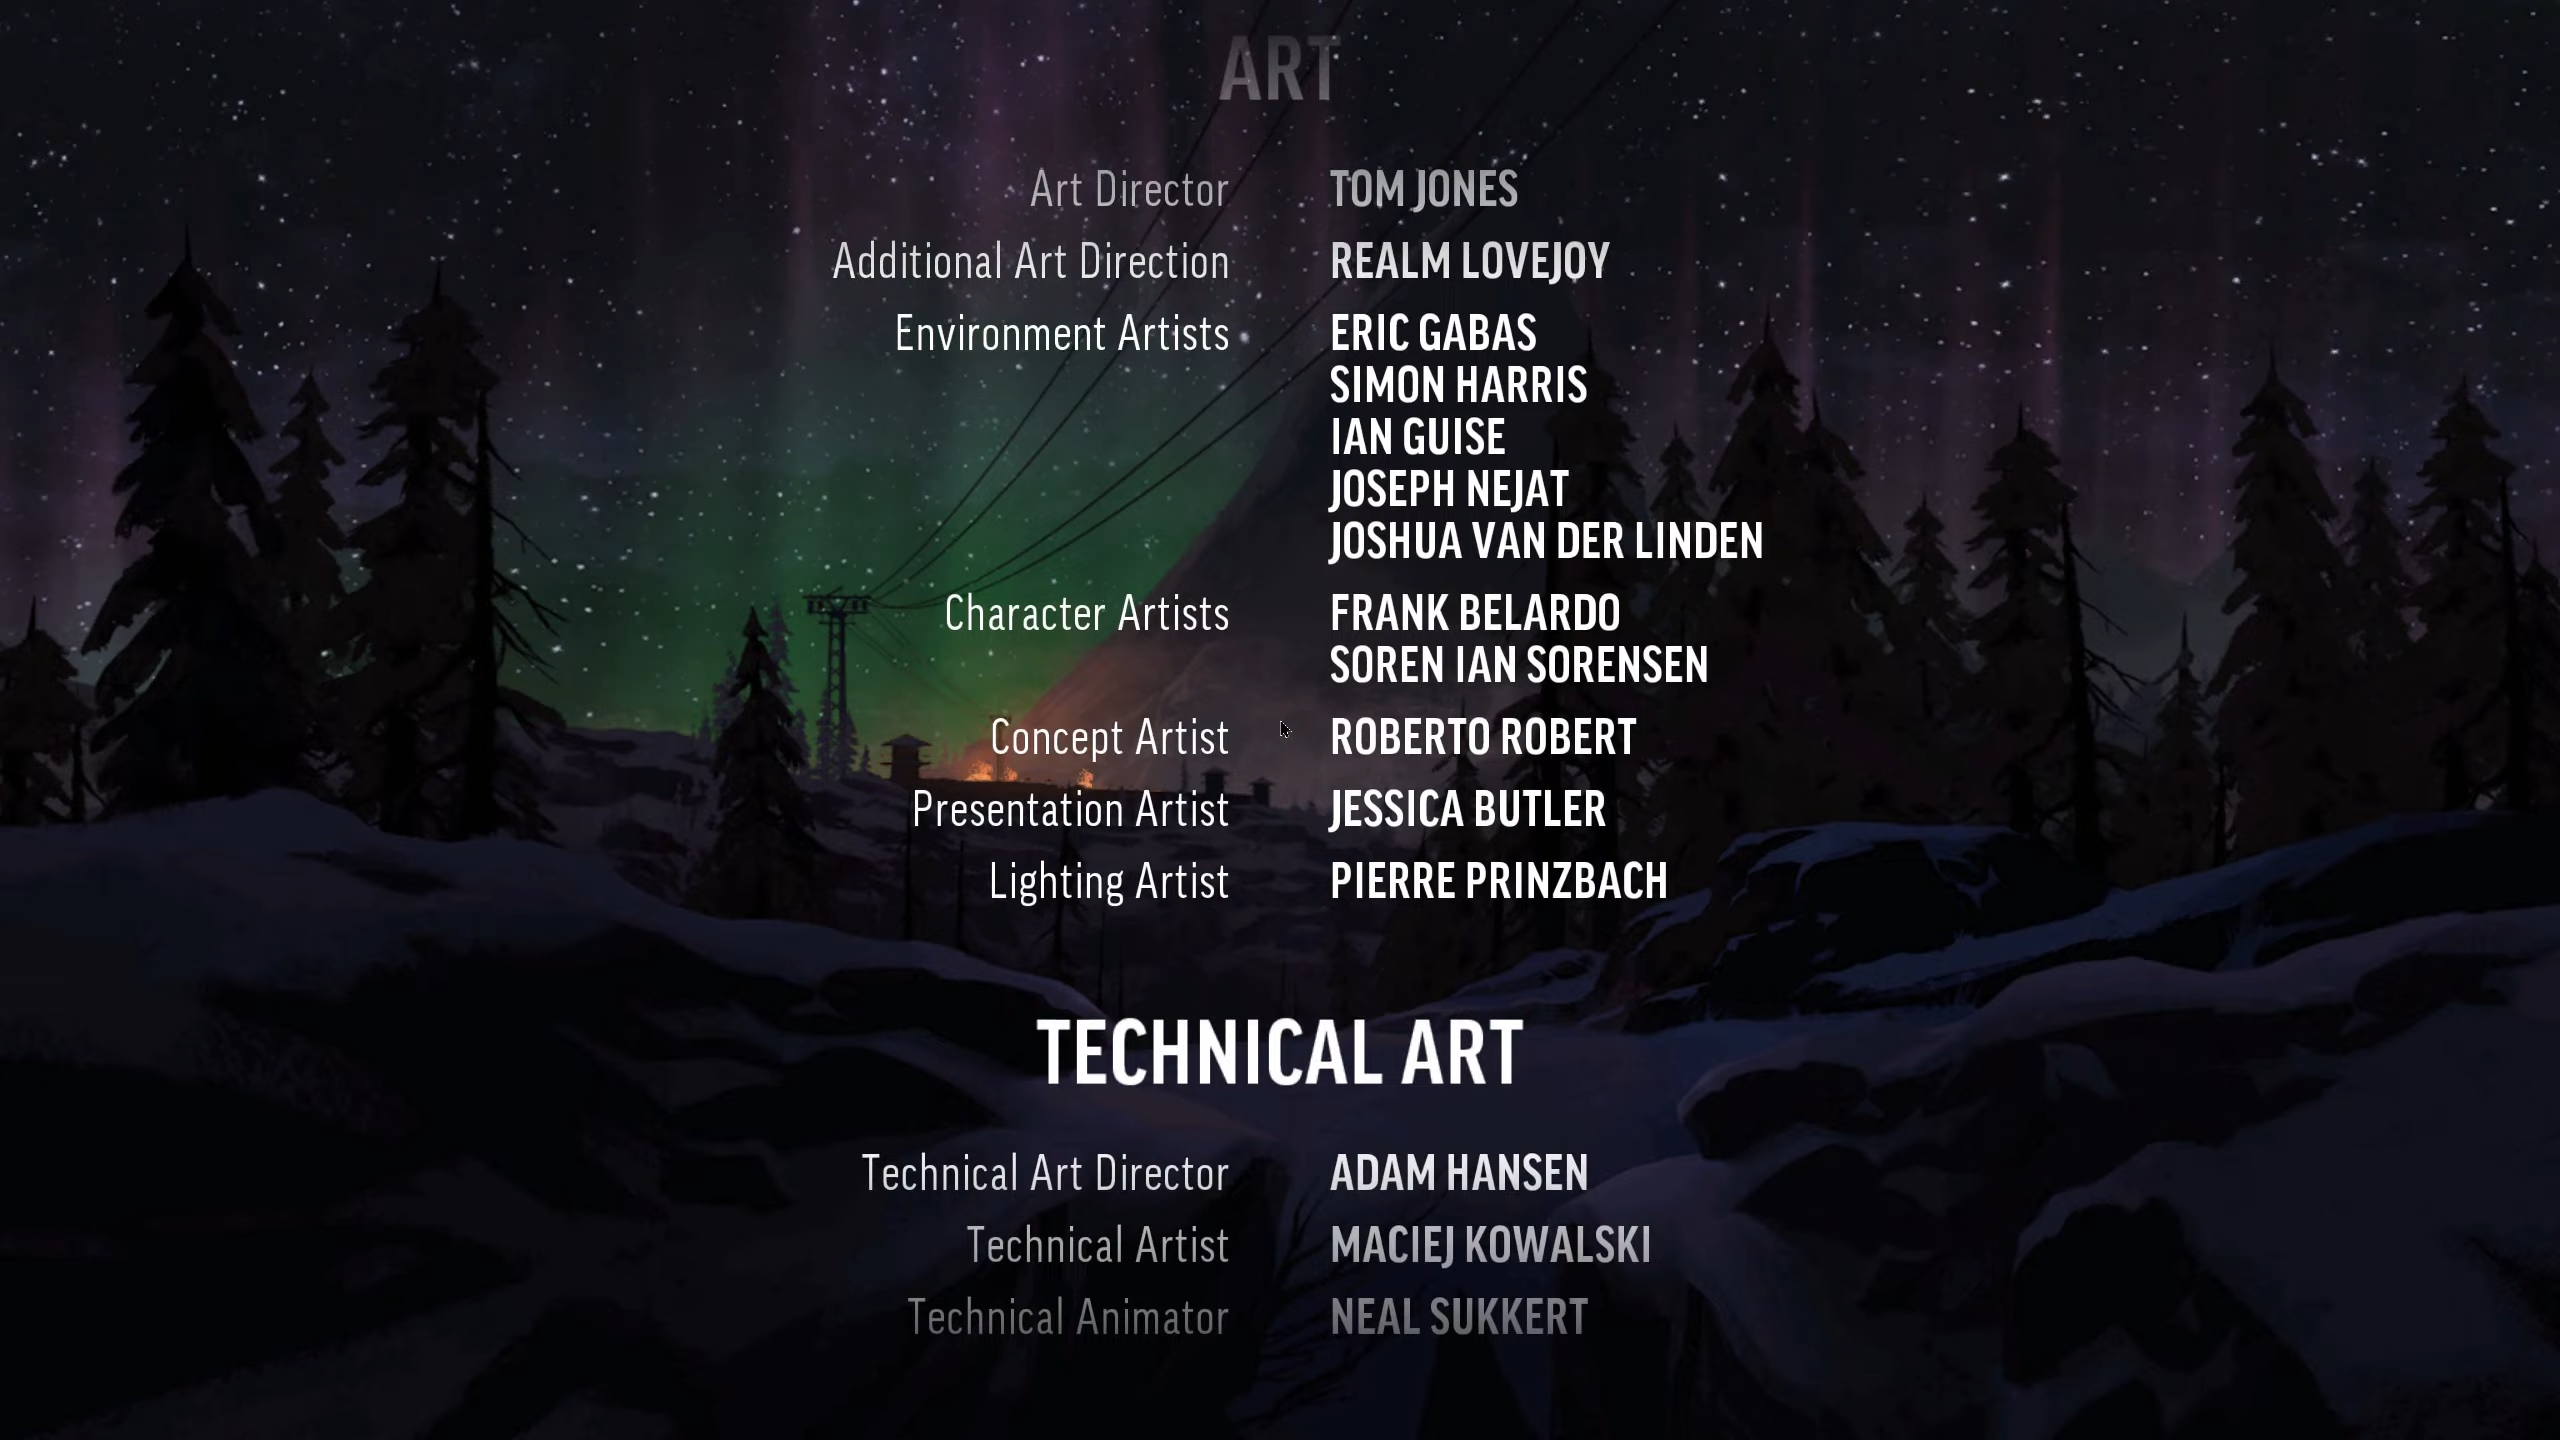 ART
Art Director TOM JONES
Additional Art Direction REALM LOVEJOY
Environment Artists ERIC GABAS
SIMON HARRIS
IAN GUISE
JOSEPH NEJAT
JOSHUA VAN DER LINDEN
Character Artists FRANK BELARDO
SOREN IAN SORENSEN
Concept Artist ROBERTO ROBERT
Presentation Artist JESSICA BUTLER
Lighting Artist PIERRE PRINZBACH
TECHNICAL ART
Technical Art Director ADAM HANSEN
Technical Artist MACIEJ KOWALSKI
Technical Animator NEAL SUKKERT